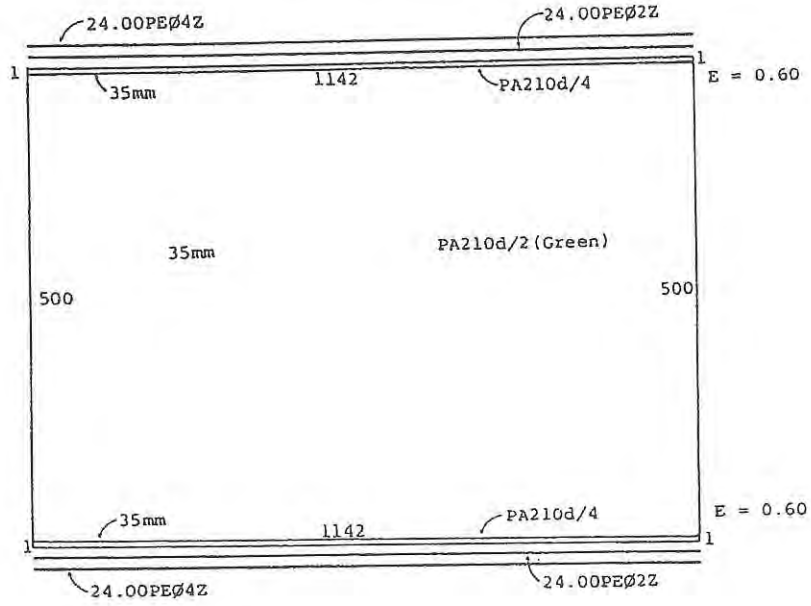 24.00PEØ4Z
24.00PEØ2Z
1
1
35mm
1142
PA210d/4
E = 0.60
35mm
PA210d/2(Green)
500
500
35mm
1142
PA210d/4
E = 0.60
1
1
24.00PEØ4Z
24.00PEØ2Z